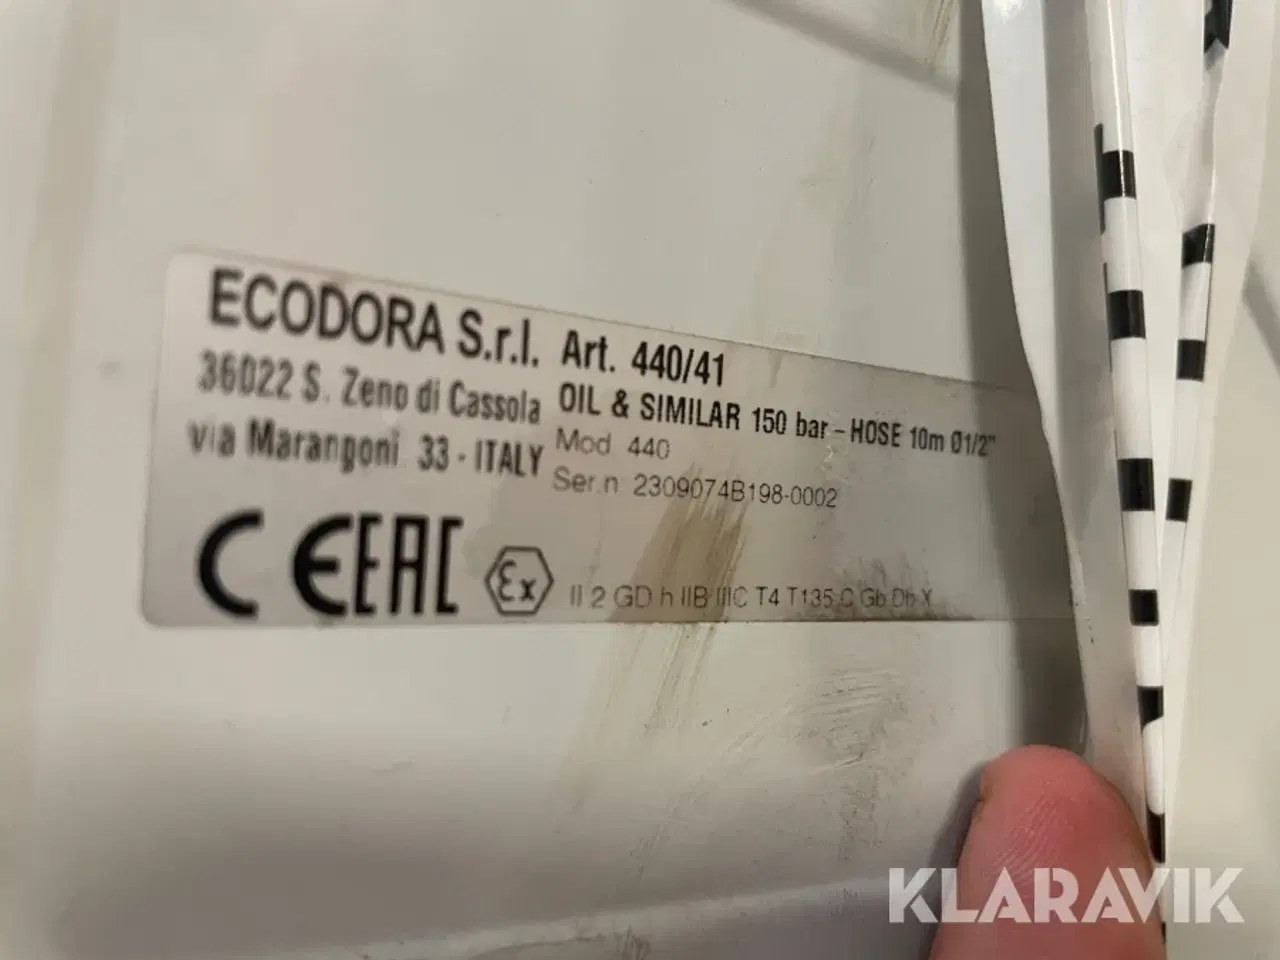 ECODORA S.r.l.
36022 S. Zeno di Cassola
via Marangoni 33 - ITALY
Art. 440/41
OIL & SIMILAR 150 bar - HOSE 10m Ø1/2"
Mod 440
Ser.n 2309074B198-0002
CE EAC Ex II 2 GD h IIB IIIC T4 T135 C Gb Db X
KLARAVIK